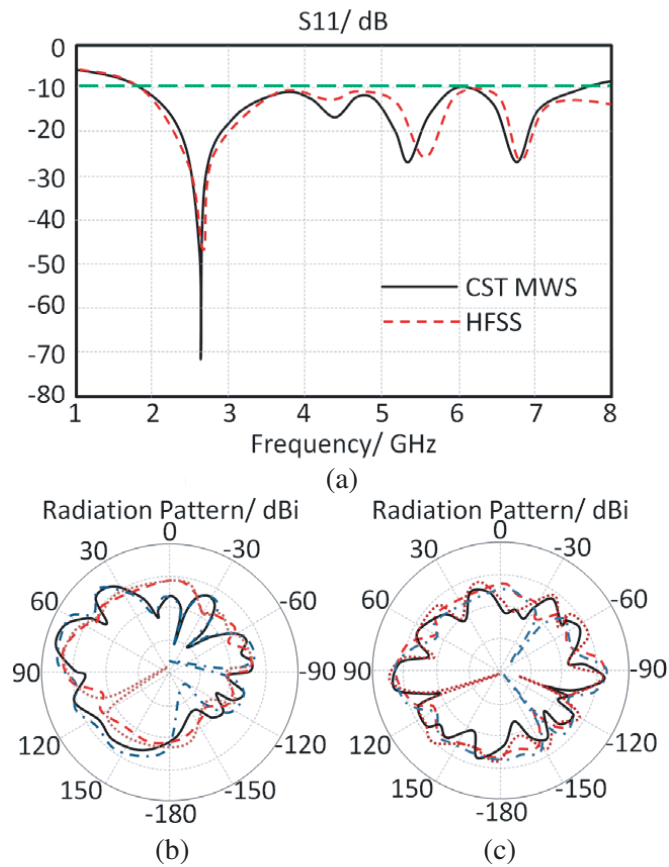 S11/ dB
0
-10
-20
-30
-40
-50
-60
-70
-80
CST MWS
HFSS
1 2 3 4 5 6 7 8
Frequency/ GHz
(a)
Radiation Pattern/ dBi
0
30 -30
60 -60
90 -90
120 -120
150 -150
-180
(b)
Radiation Pattern/ dBi
0
30 -30
60 -60
90 -90
120 -120
150 -150
-180
(c)